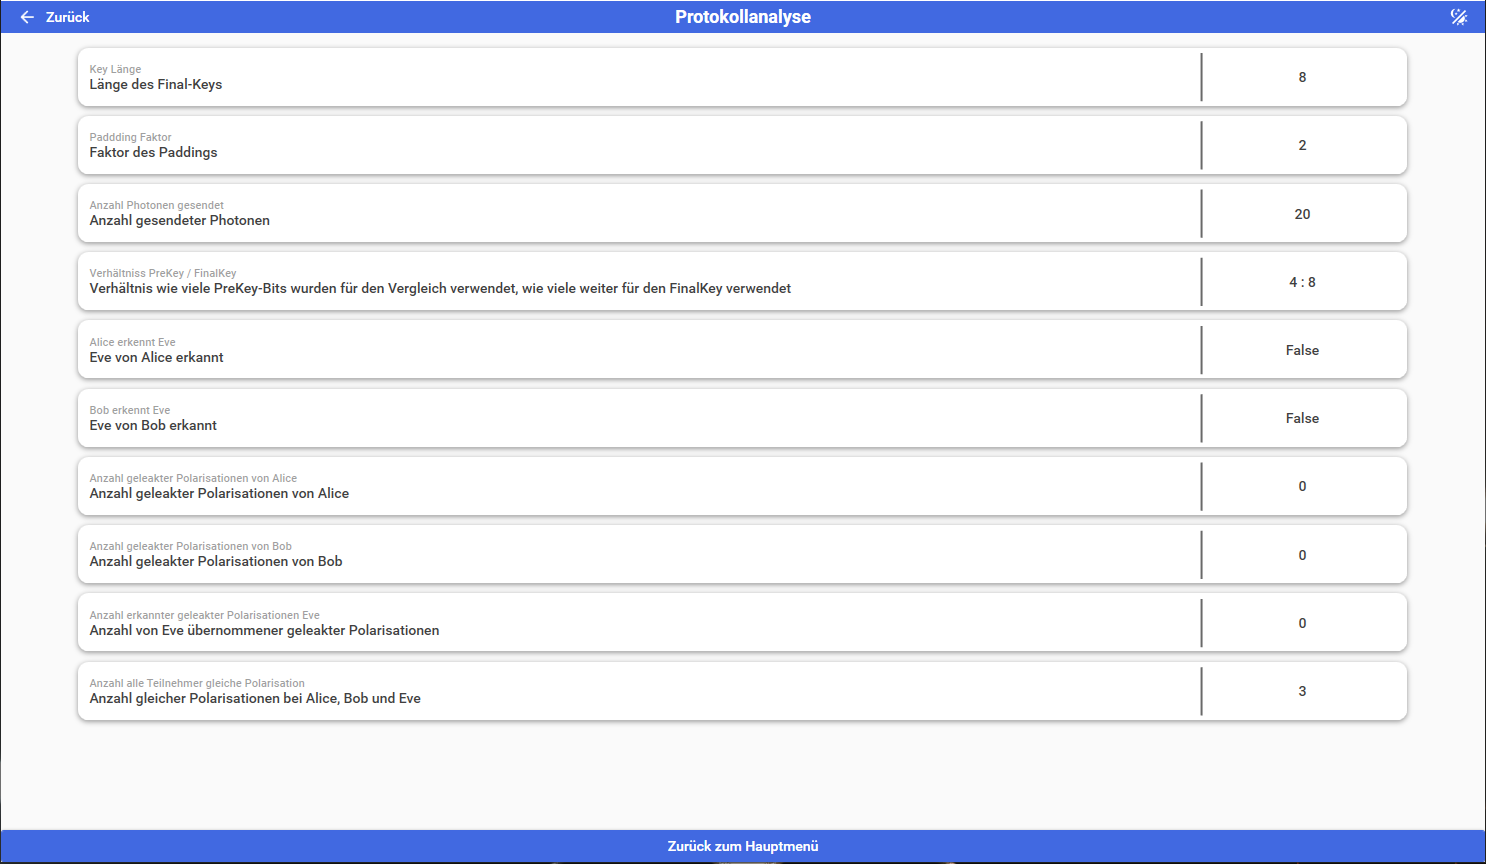 Zurück
Protokollanalyse
Key Länge
Länge des Final-Keys
8
Paddding Faktor
Faktor des Paddings
2
Anzahl Photonen gesendet
Anzahl gesendeter Photonen
20
Verhältniss PreKey / FinalKey
Verhältnis wie viele PreKey-Bits wurden für den Vergleich verwendet, wie viele weiter für den FinalKey verwendet
4 : 8
Alice erkennt Eve
Eve von Alice erkannt
False
Bob erkennt Eve
Eve von Bob erkannt
False
Anzahl geleakter Polarisationen von Alice
Anzahl geleakter Polarisationen von Alice
0
Anzahl geleakter Polarisationen von Bob
Anzahl geleakter Polarisationen von Bob
0
Anzahl erkannter geleakter Polarisationen Eve
Anzahl von Eve übernommener geleakter Polarisationen
0
Anzahl alle Teilnehmer gleiche Polarisation
Anzahl gleicher Polarisationen bei Alice, Bob und Eve
3
Zurück zum Hauptmenü